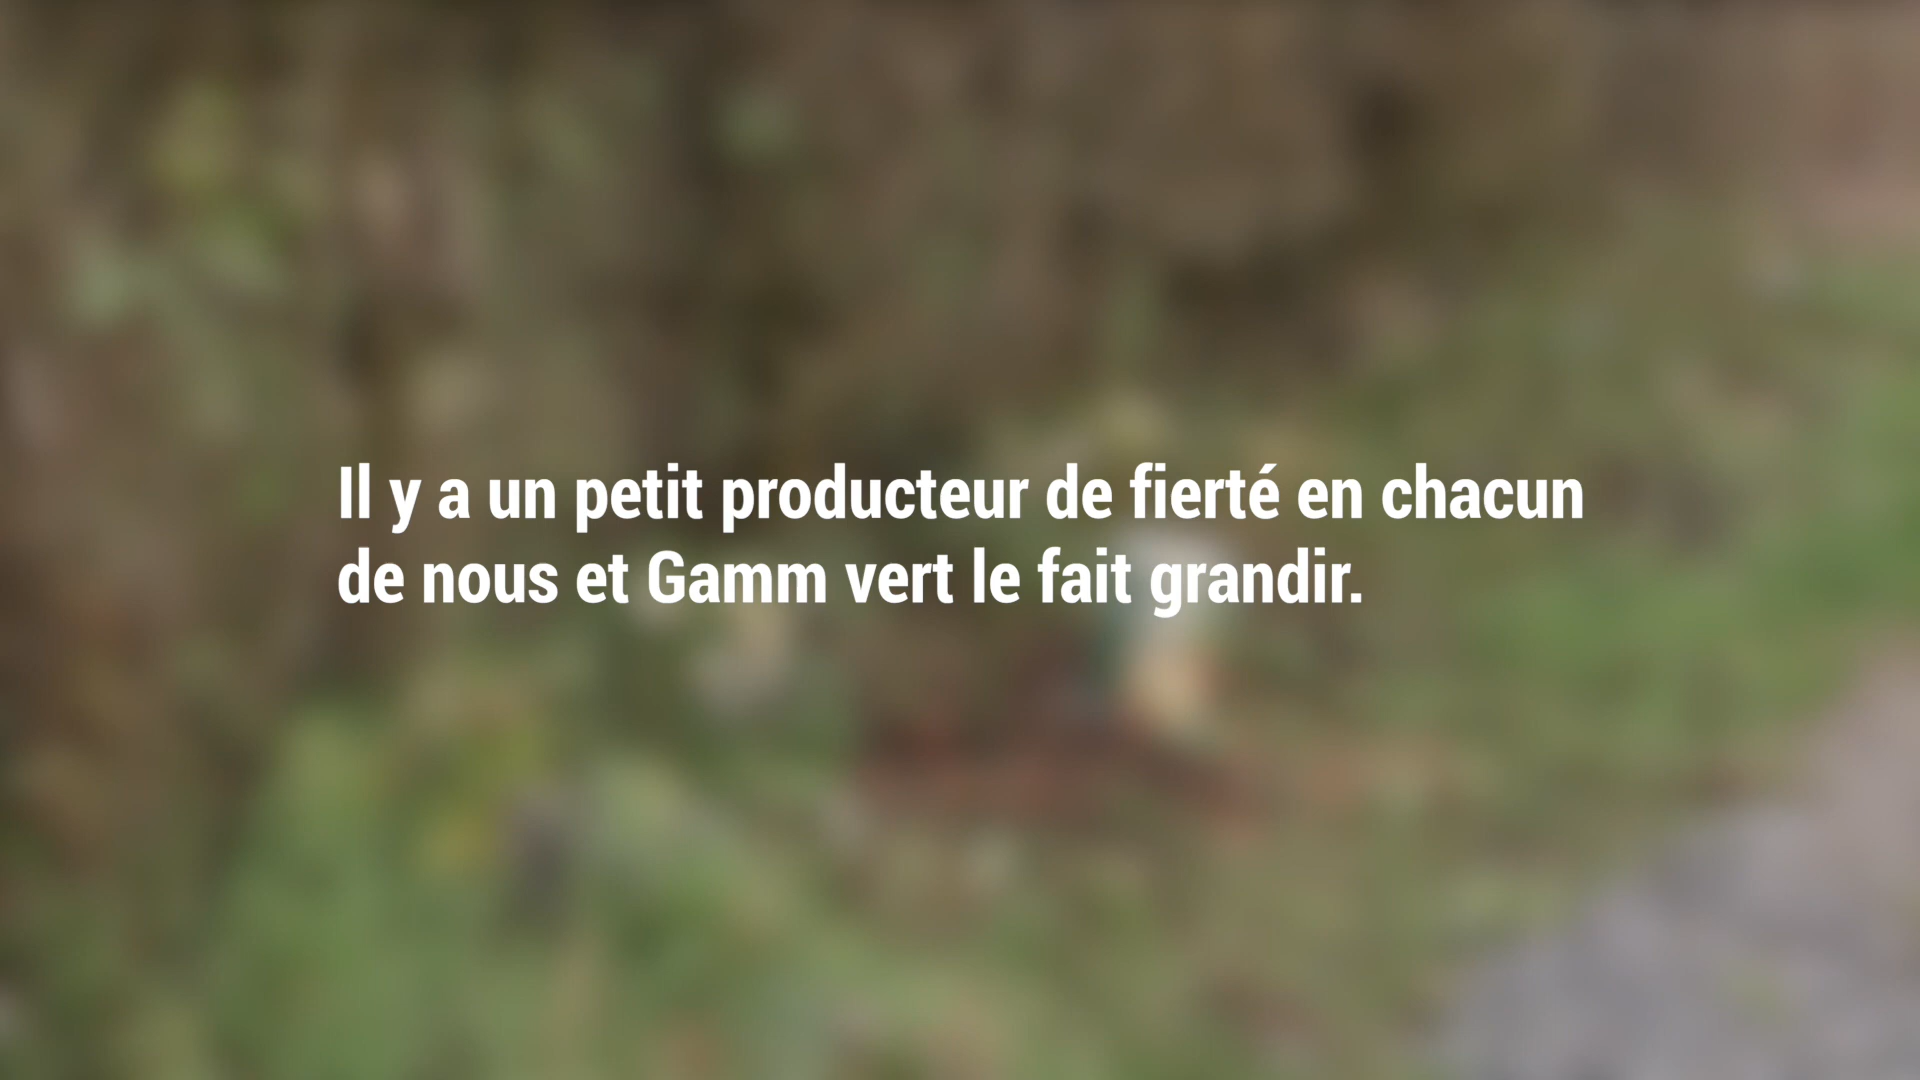 Il y a un petit producteur de fierté en chacun
de nous et Gamm vert le fait grandir.